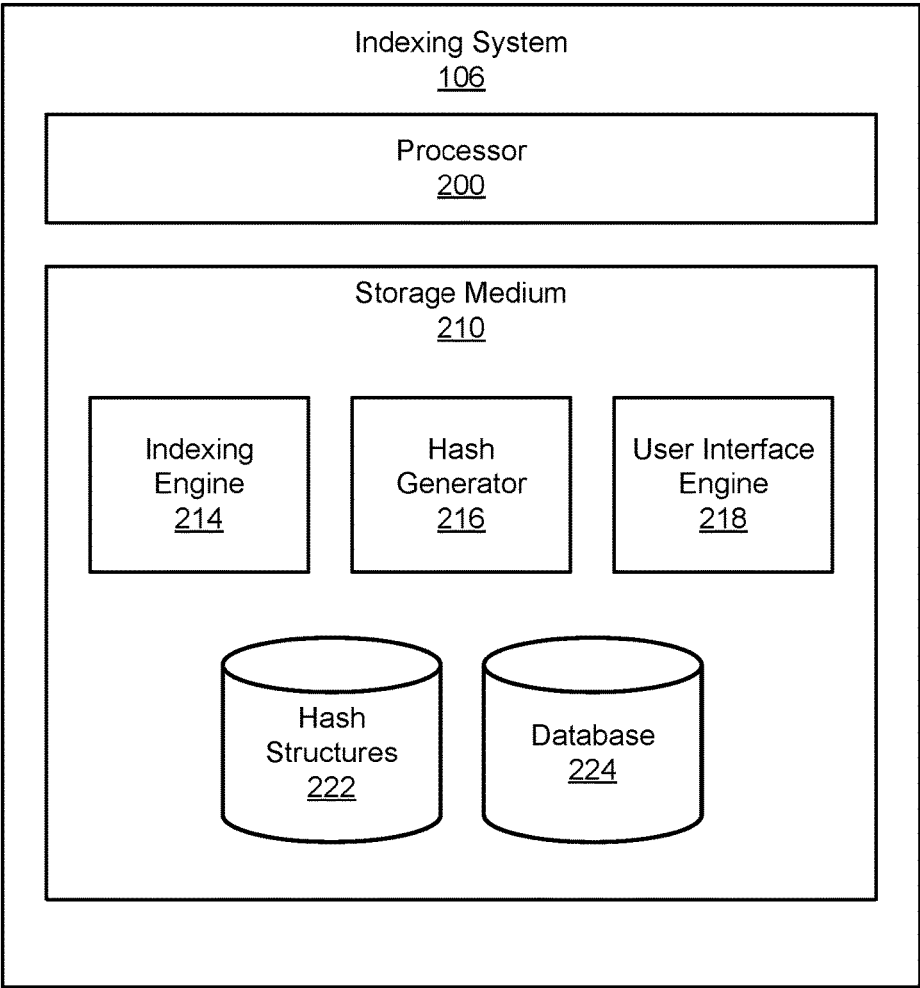 Indexing System
106
Processor
200
Storage Medium
210
Indexing
Engine
214
Hash
Generator
216
User Interface
Engine
218
Hash
Structures
222
Database
224